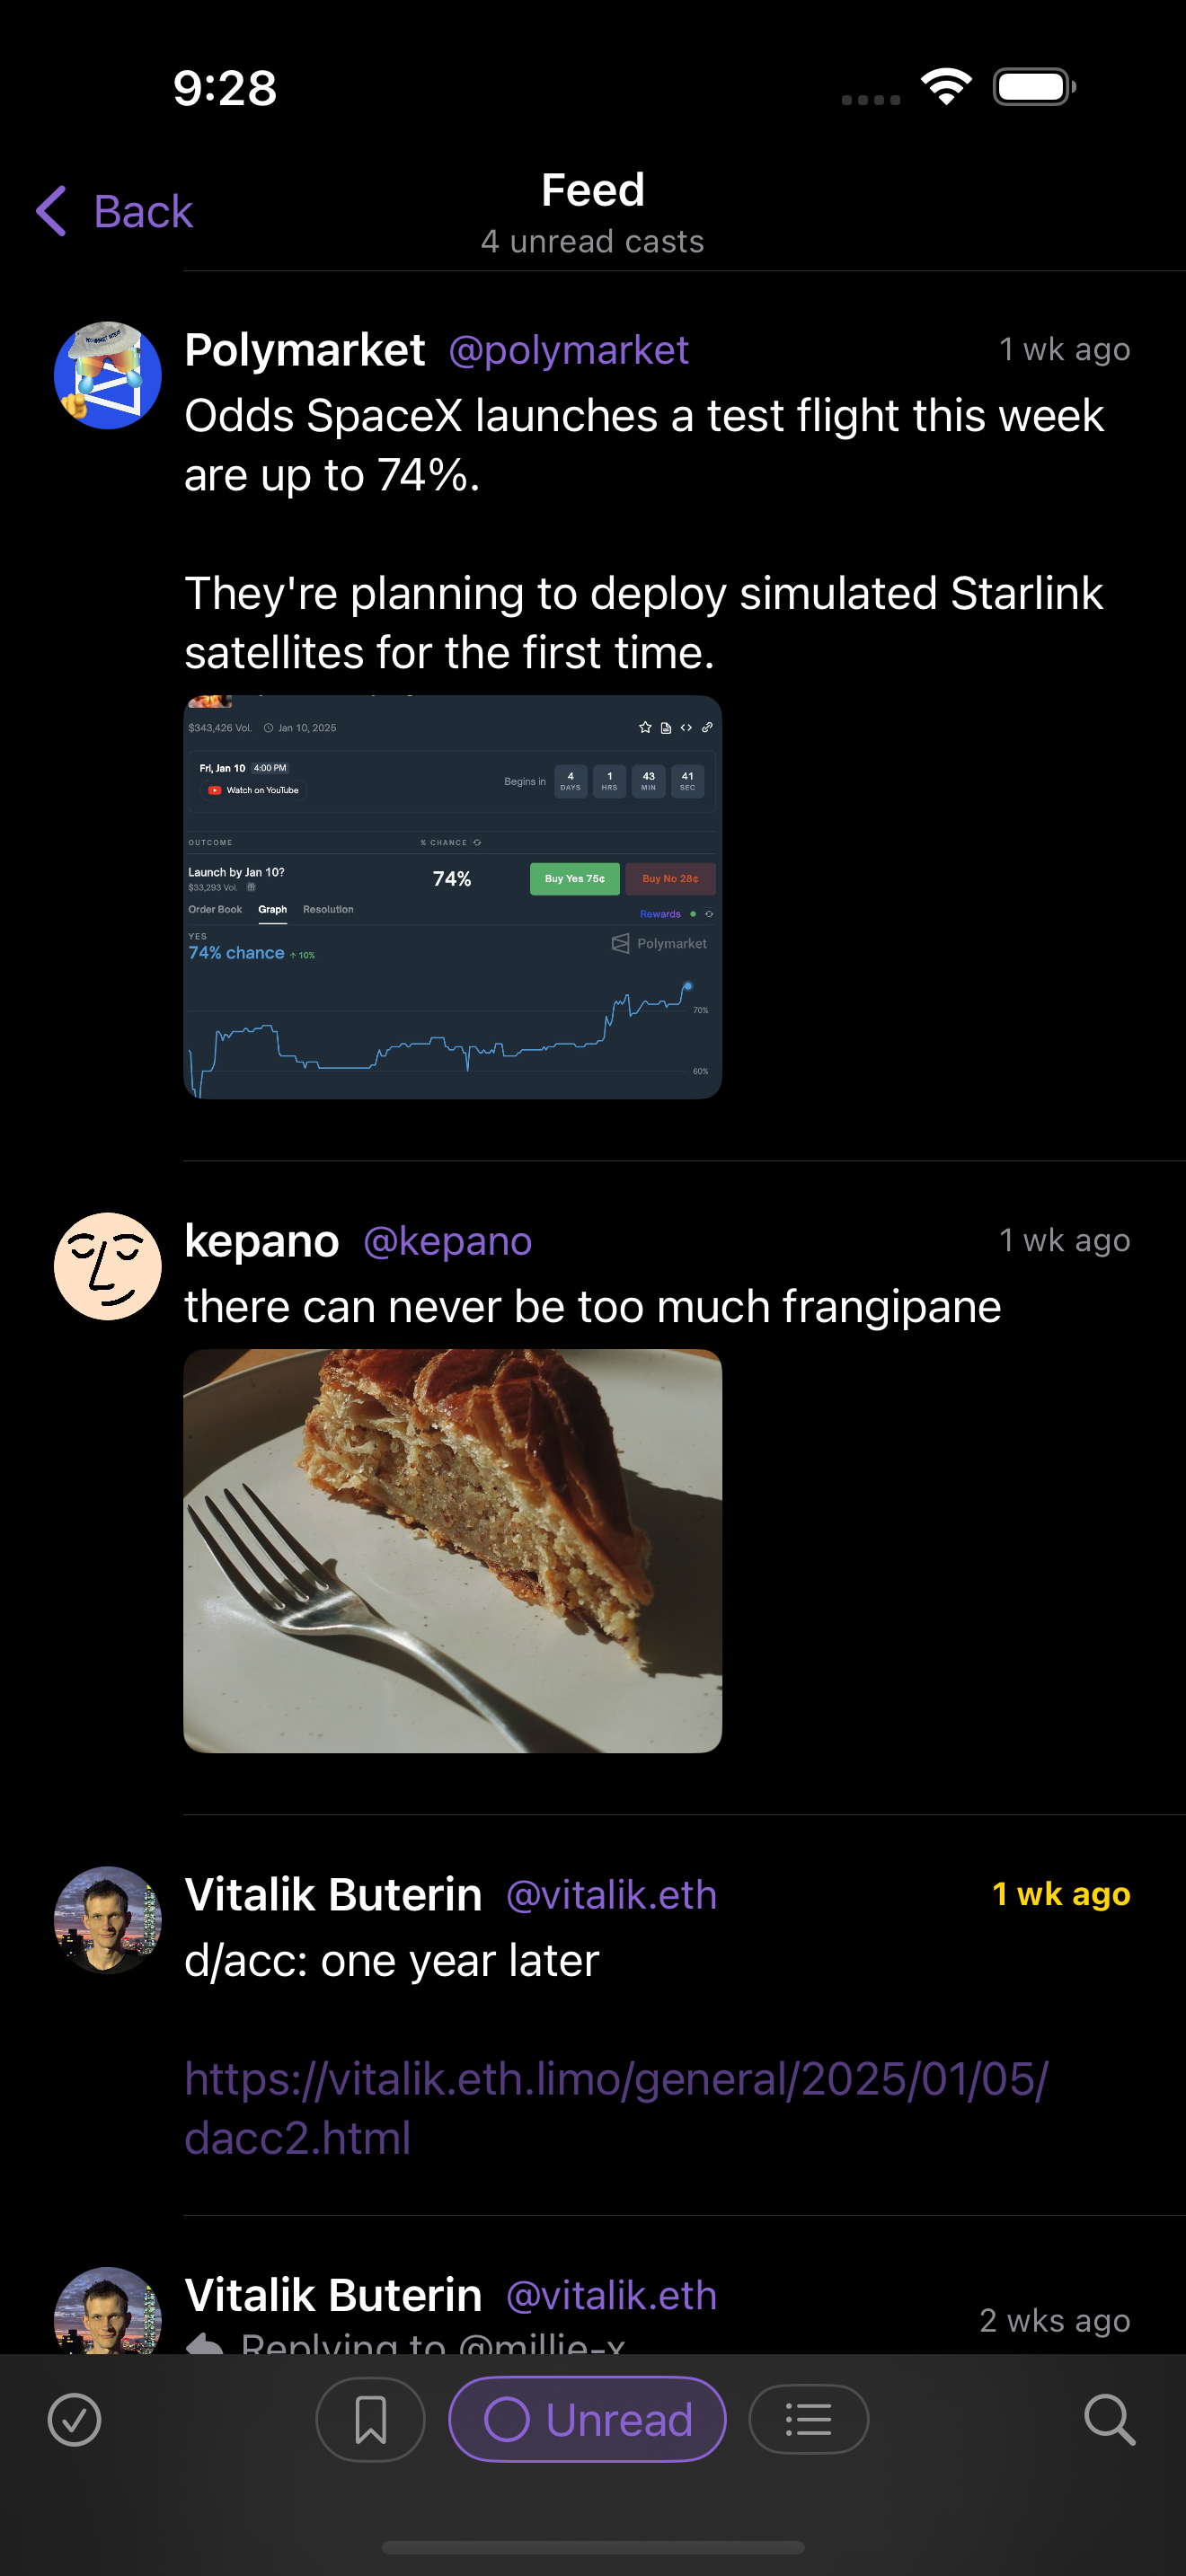 9:28
Back
Feed
4 unread casts
Polymarket @polymarket 1 wk ago
Odds SpaceX launches a test flight this week
are up to 74%.
They're planning to deploy simulated Starlink
satellites for the first time.
$343,426 Vol. Jan 10, 2025
Fri, Jan 10 4:00 PM
Watch on YouTube
Begins in 4 DAYS 1 HRS 43 MIN 41 SEC
OUTCOME % CHANCE
Launch by Jan 10?
$33,293 Vol.
74% Buy Yes 75¢ Buy No 28¢
Order Book Graph Resolution Rewards
YES
74% chance ↑ 10%
Polymarket
70%
60%
kepano @kepano 1 wk ago
there can never be too much frangipane
Vitalik Buterin @vitalik.eth 1 wk ago
d/acc: one year later
https://vitalik.eth.limo/general/2025/01/05/
dacc2.html
Vitalik Buterin @vitalik.eth 2 wks ago
Replying to @millie-x
Unread